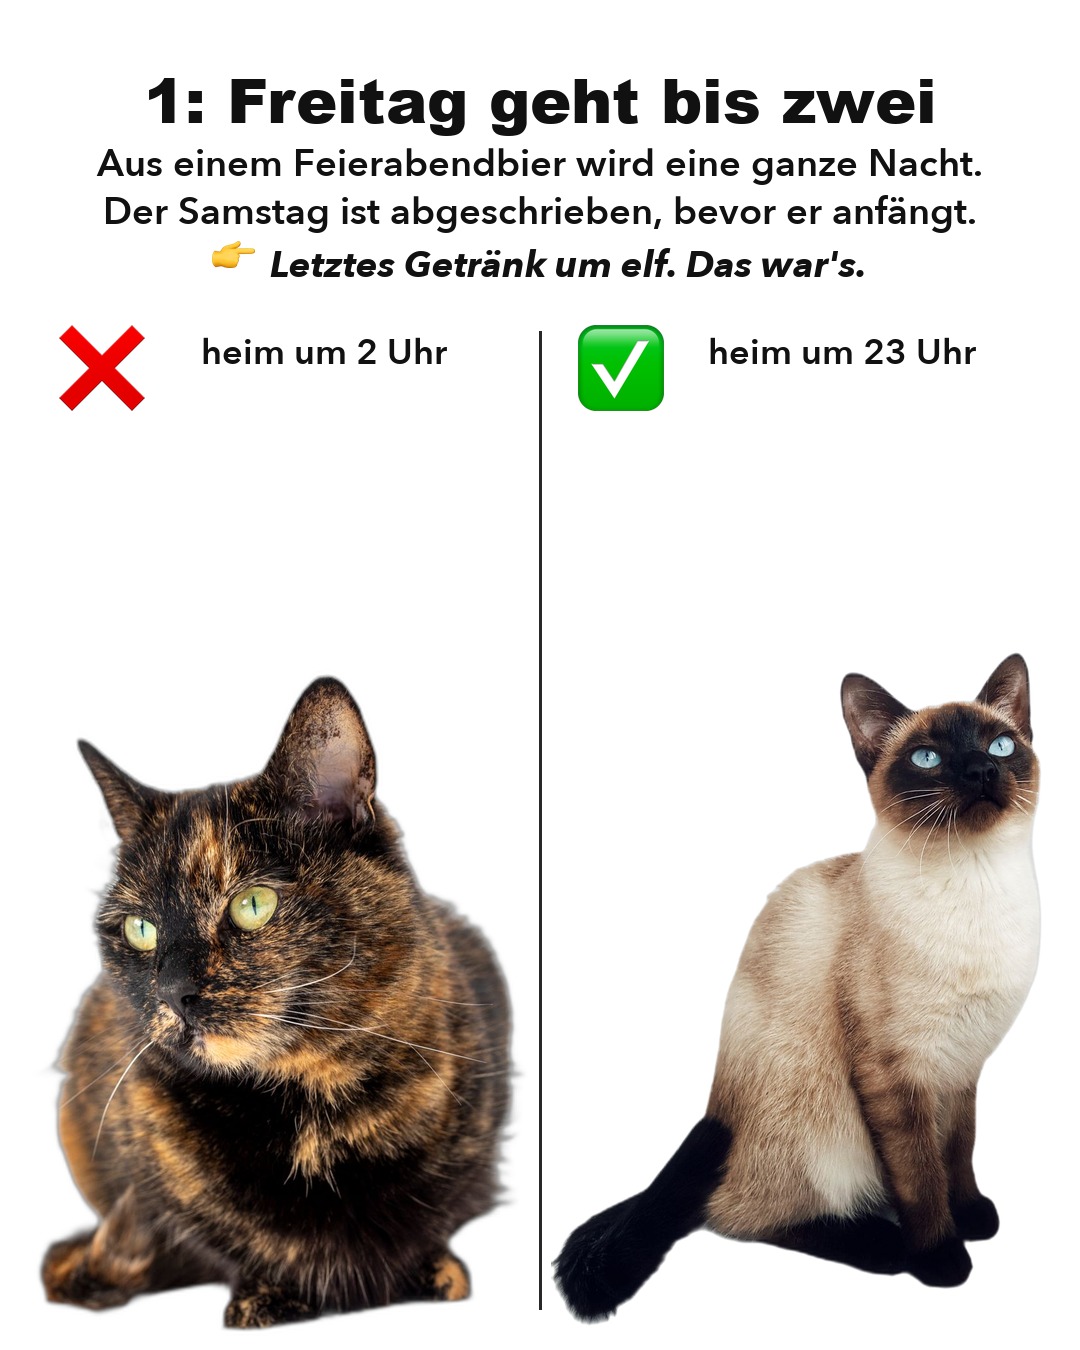 1: Freitag geht bis zwei
Aus einem Feierabendbier wird eine ganze Nacht.
Der Samstag ist abgeschrieben, bevor er anfängt.
👉 Letztes Getränk um elf. Das war's.
❌ heim um 2 Uhr
✅ heim um 23 Uhr